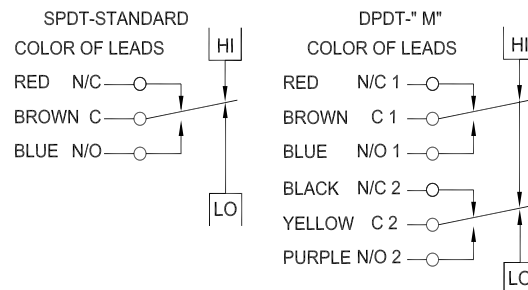 SPDT-STANDARD
COLOR OF LEADS
HI
RED N/C
BROWN C
BLUE N/O
LO
DPDT-" M"
COLOR OF LEADS
HI
RED N/C 1
BROWN C 1
BLUE N/O 1
BLACK N/C 2
YELLOW C 2
PURPLE N/O 2
LO